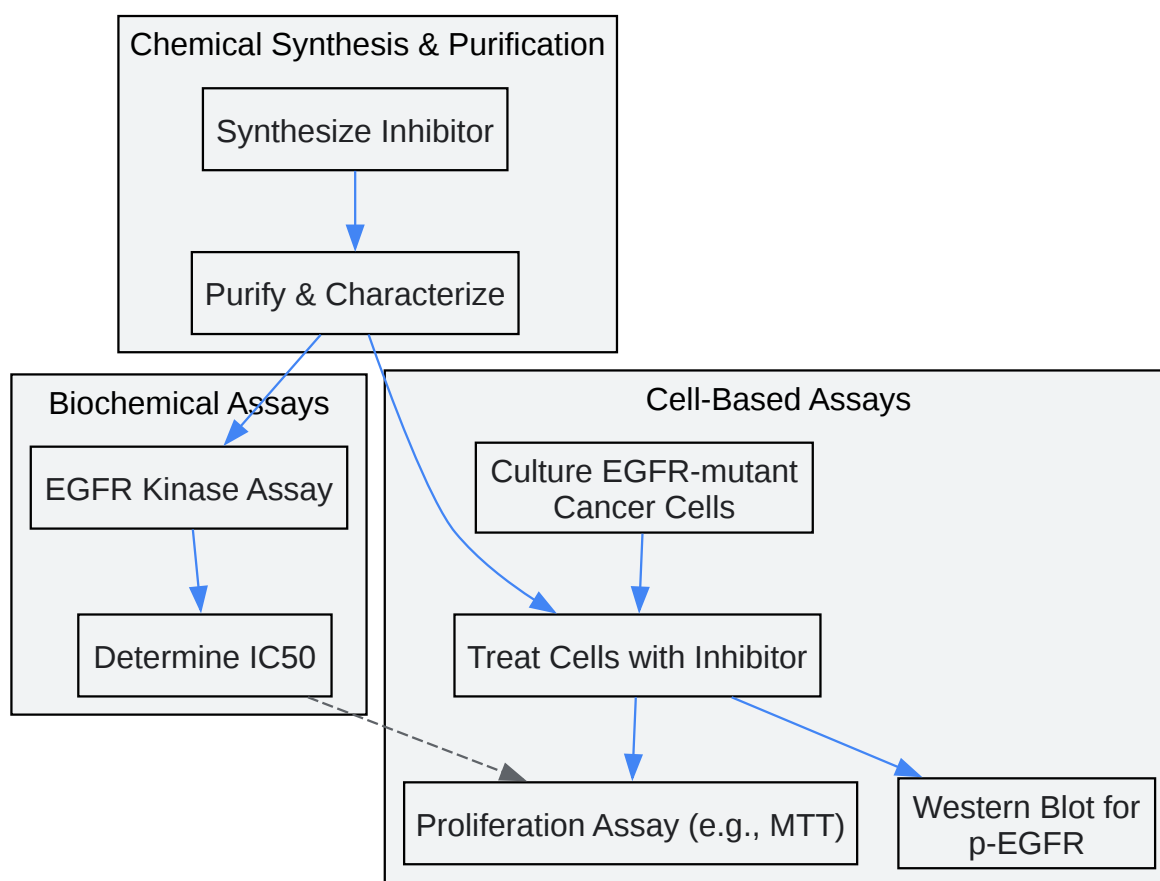 Chemical Synthesis & Purification
Synthesize Inhibitor
Purify & Characterize
Biochemical Assays
EGFR Kinase Assay
Determine IC50
Cell-Based Assays
Culture EGFR-mutant
Cancer Cells
Treat Cells with Inhibitor
Proliferation Assay (e.g., MTT)
Western Blot for
p-EGFR